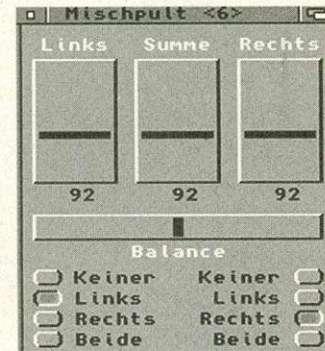 Mischpult <6>
Links Summe Rechts
92 92 92
Balance
Keiner Keiner
Links Links
Rechts Rechts
Beide Beide